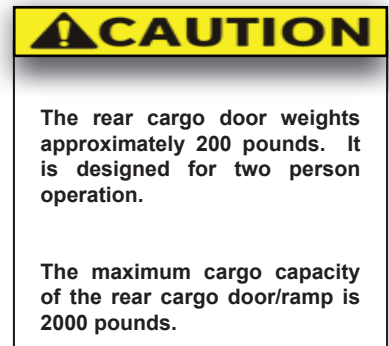 CAUTION
The rear cargo door weights
approximately 200 pounds. It
is designed for two person
operation.
The maximum cargo capacity
of the rear cargo door/ramp is
2000 pounds.